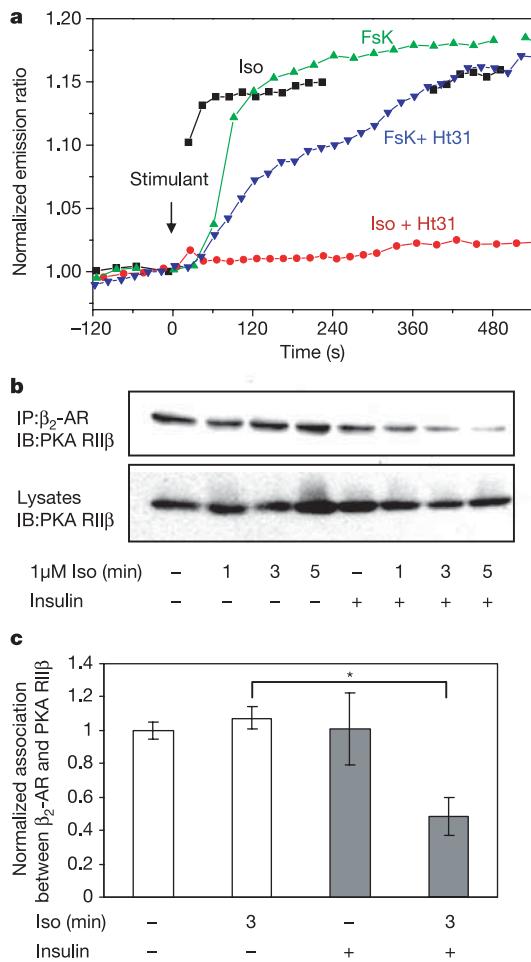 a
Normalized emission ratio
1.15
1.10
1.05
1.00
FsK
Iso
FsK+ Ht31
Stimulant
Iso + Ht31
−120 0 120 240 360 480
Time (s)
b
IP:β₂-AR
IB:PKA RIIβ
Lysates
IB:PKA RIIβ
1µM Iso (min) – 1 3 5 – 1 3 5
Insulin – – – – + + + +
c
Normalized association
between β₂-AR and PKA RIIβ
1.4
1.2
1
0.8
0.6
0.4
0.2
0
*
Iso (min) – 3 – 3
Insulin – – + +